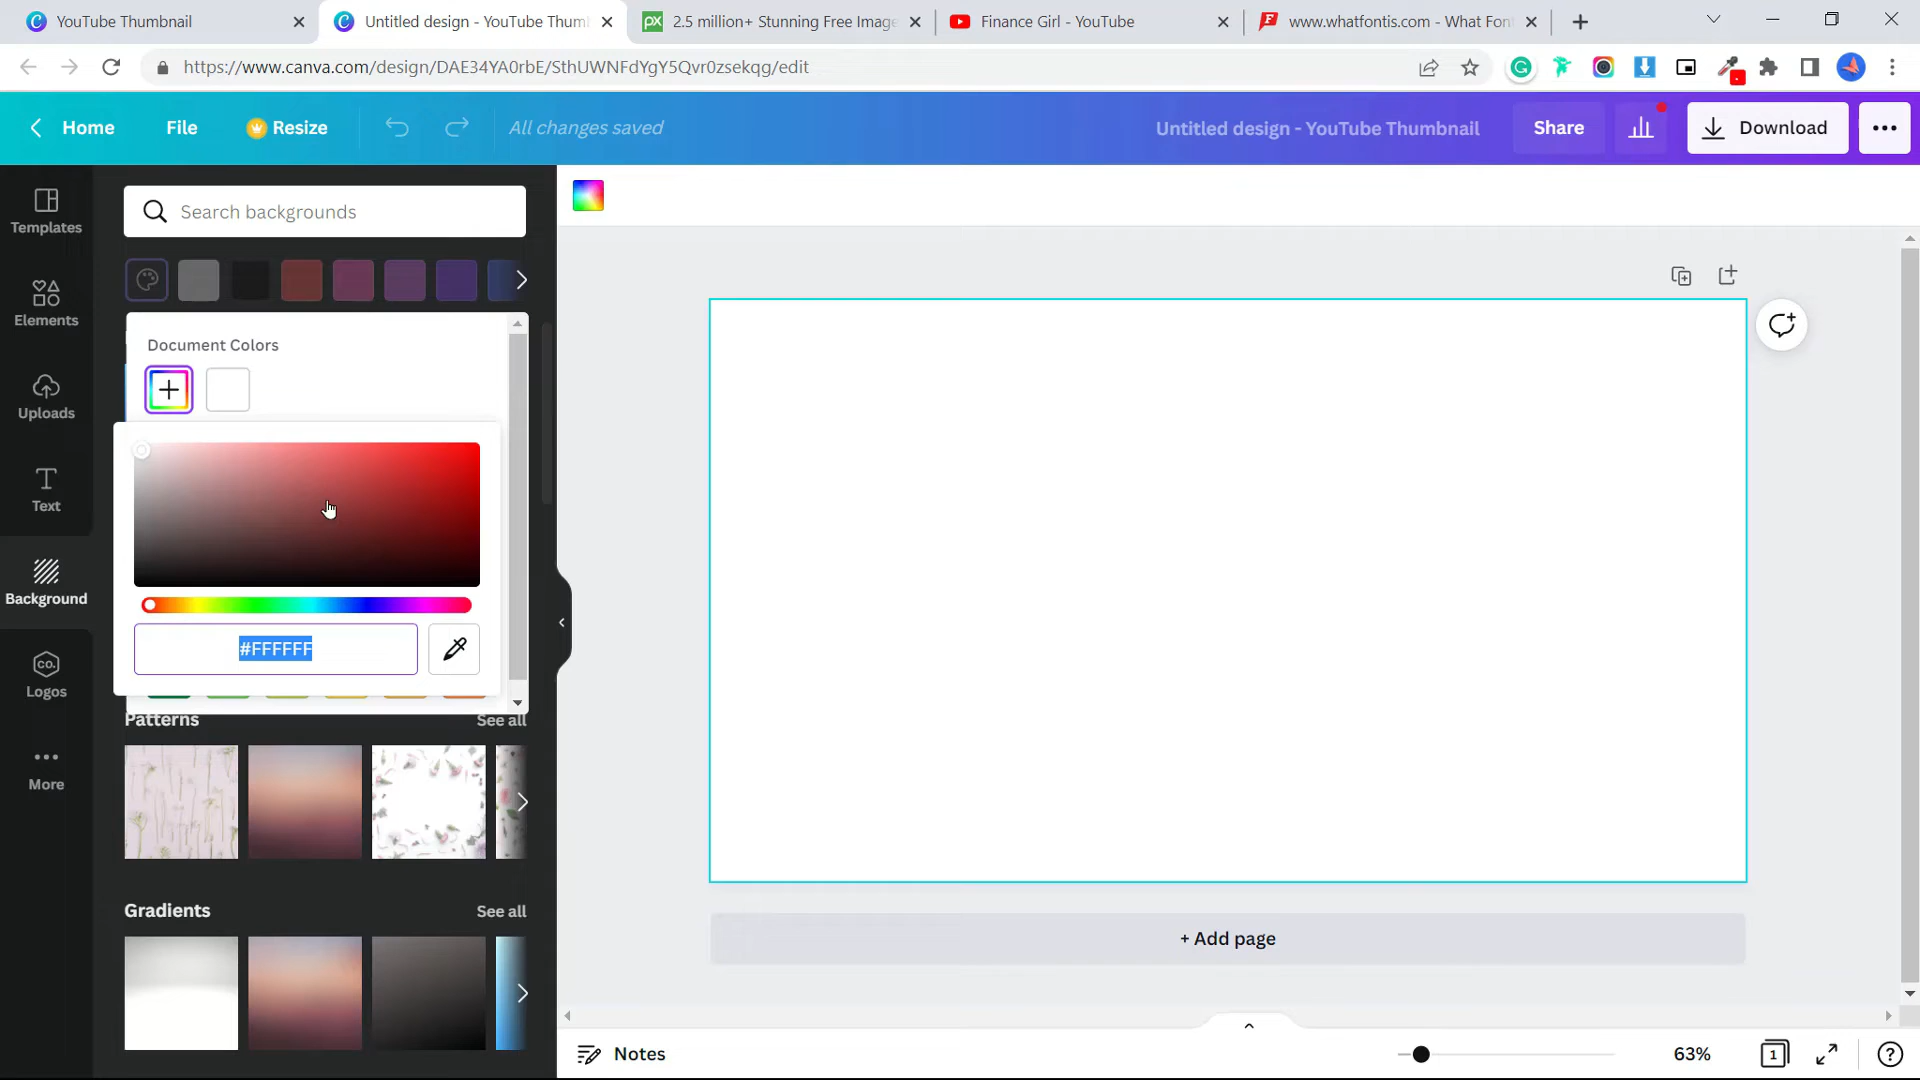 YouTube Thumbnail
Untitled design - YouTube Thum
2.5 million+ Stunning Free Image
Finance Girl - YouTube
www.whatfontis.com - What Font
https://www.canva.com/design/DAE34YA0rbE/SthUWNFdYgY5Qvr0zsekqg/edit
Home
File
Resize
All changes saved
Untitled design - YouTube Thumbnail
Share
Download
Templates
Elements
Uploads
Text
Background
CO.
Logos
More
Search backgrounds
Document Colors
#FFFFFF
Patterns
See all
Gradients
See all
+ Add page
Notes
63%
1